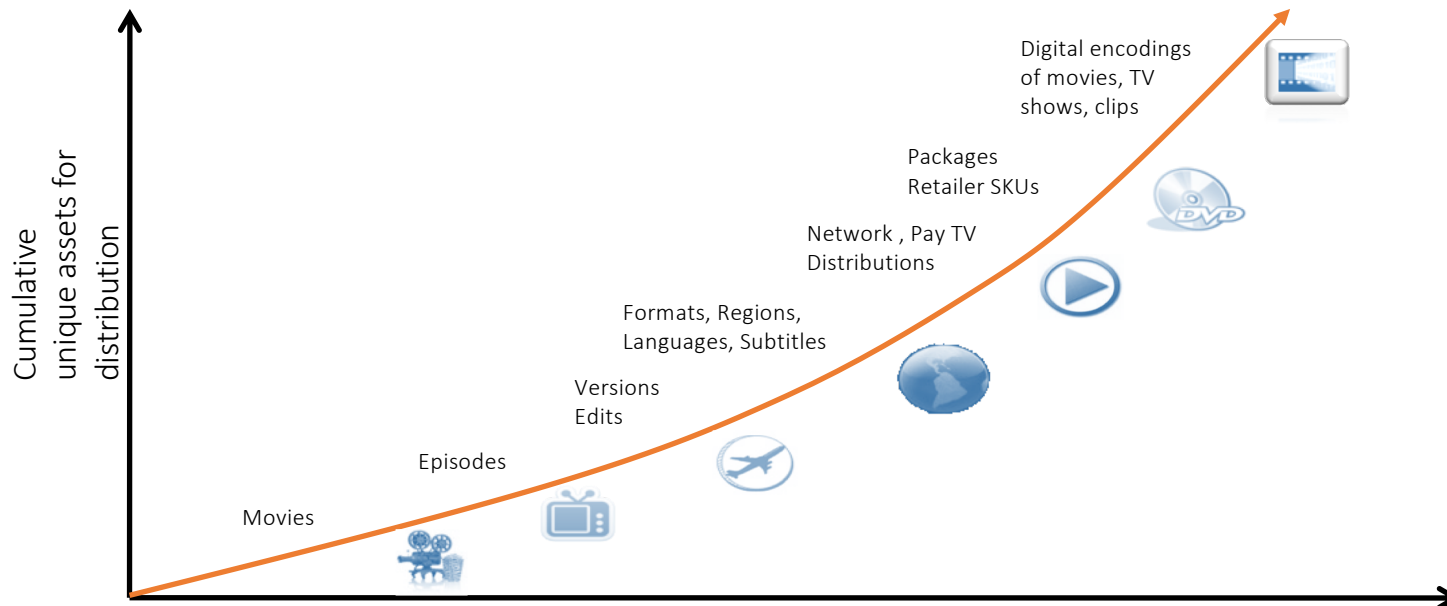 Digital encodings
of movies, TV
shows, clips
Packages
Retailer SKUs
DVD
Network , Pay TV
Distributions
Formats, Regions,
Languages, Subtitles
Versions
Edits
Episodes
Movies
Cumulative
unique assets for
distribution